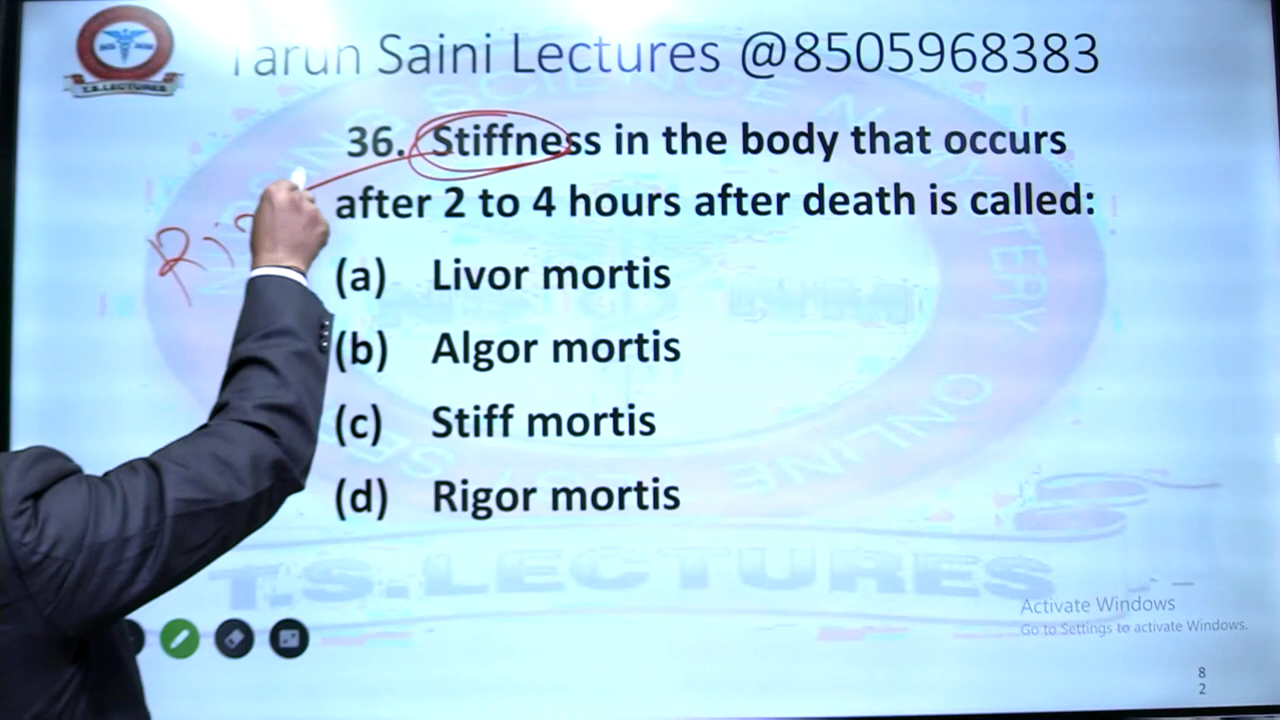 Tarun Saini Lectures @8505968383
T.S.LECTURES
36. Stiffness in the body that occurs
after 2 to 4 hours after death is called:
(a) Livor mortis
(b) Algor mortis
(c) Stiff mortis
(d) Rigor mortis
T.S.LECTURES
Activate Windows
Go to Settings to activate Windows.
8
2